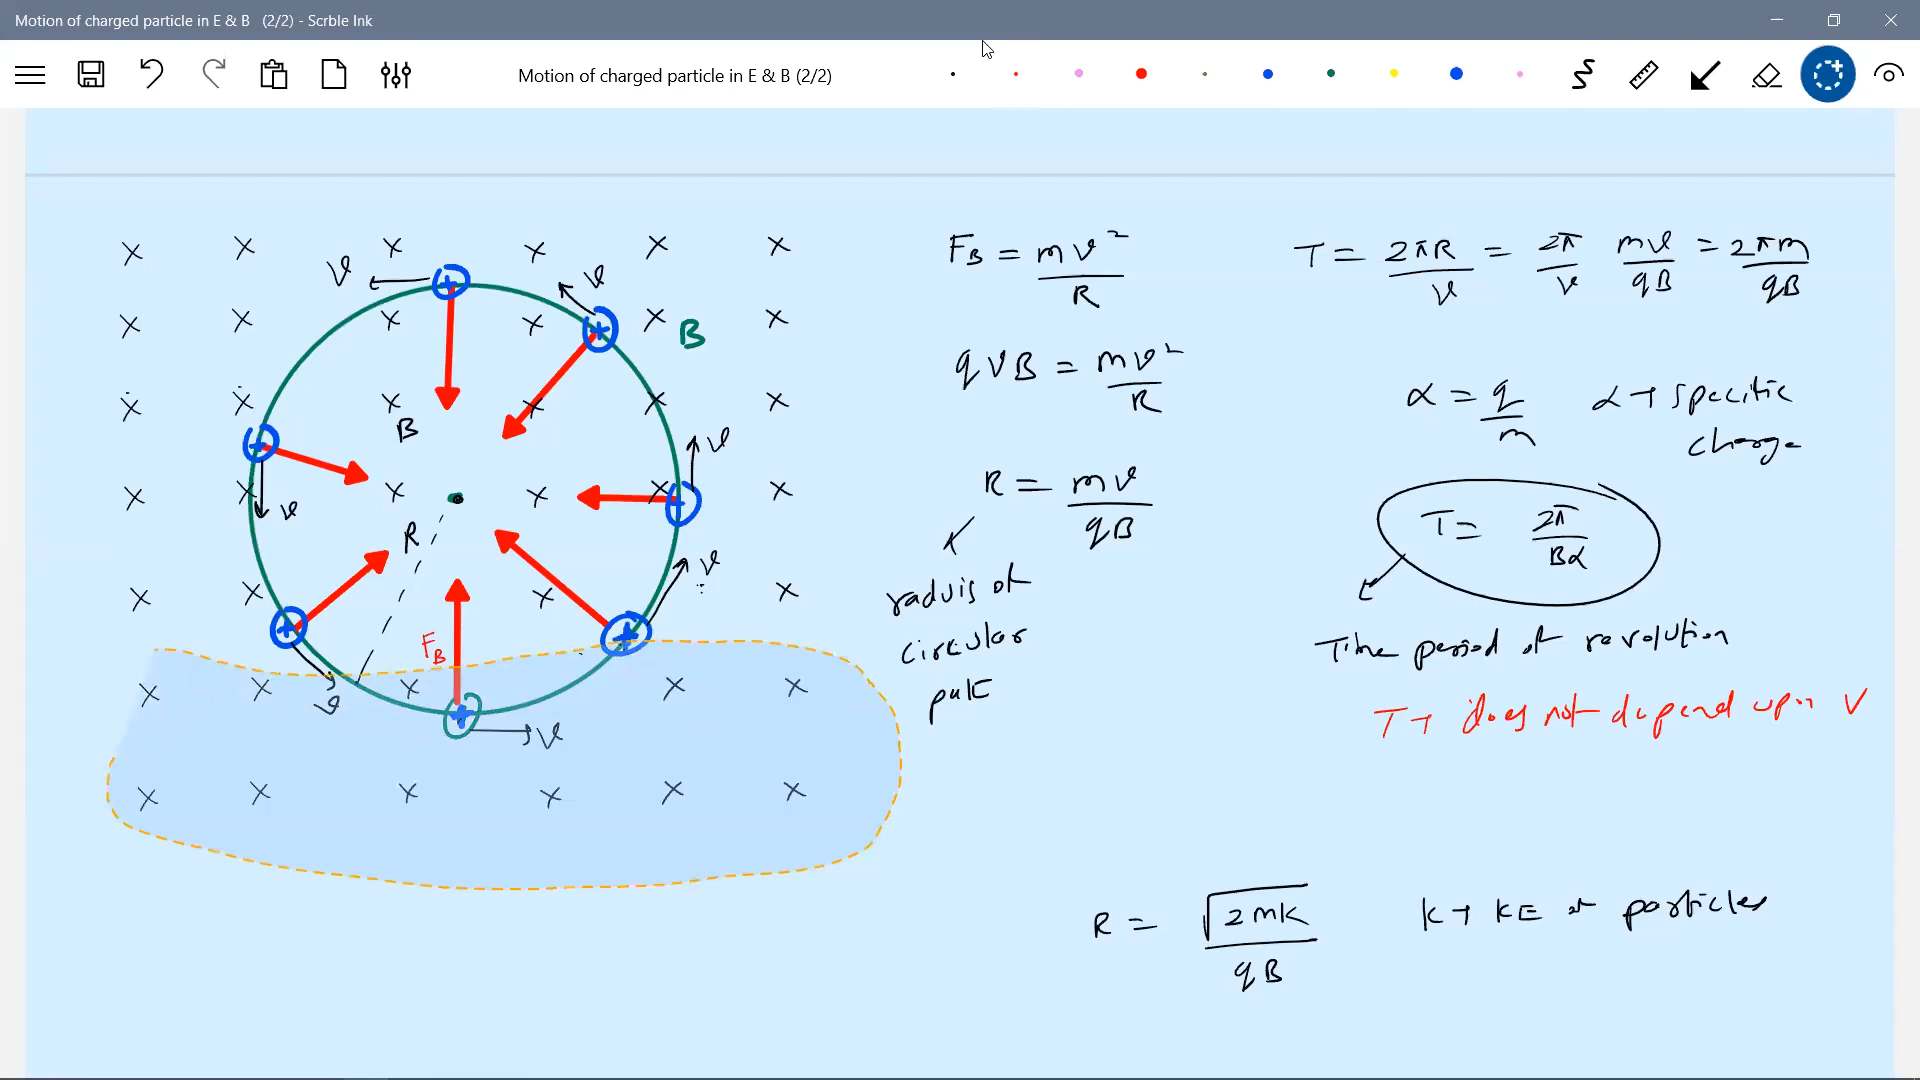 Motion of charged particle in E & B (2/2) - Scrble Ink
Motion of charged particle in E & B (2/2)
x x x x x x
v v
x x x x x x
B
x x x x x x
B
v
x x x x x x
v
R
v
x x x x
F_B
x x x x x
v
v
x x x x x x
F_B = mv²/R
qVB = mv²/R
R = mv/qB
raduis of
circular
pat
T = 2πR/v = 2π/v mv/qB = 2πm/qB
α = q/m α → specific
charge
T = 2π/Bα
Time period of revolution
T → does not depend upon V
R = √2mK/qB K → KE of particles